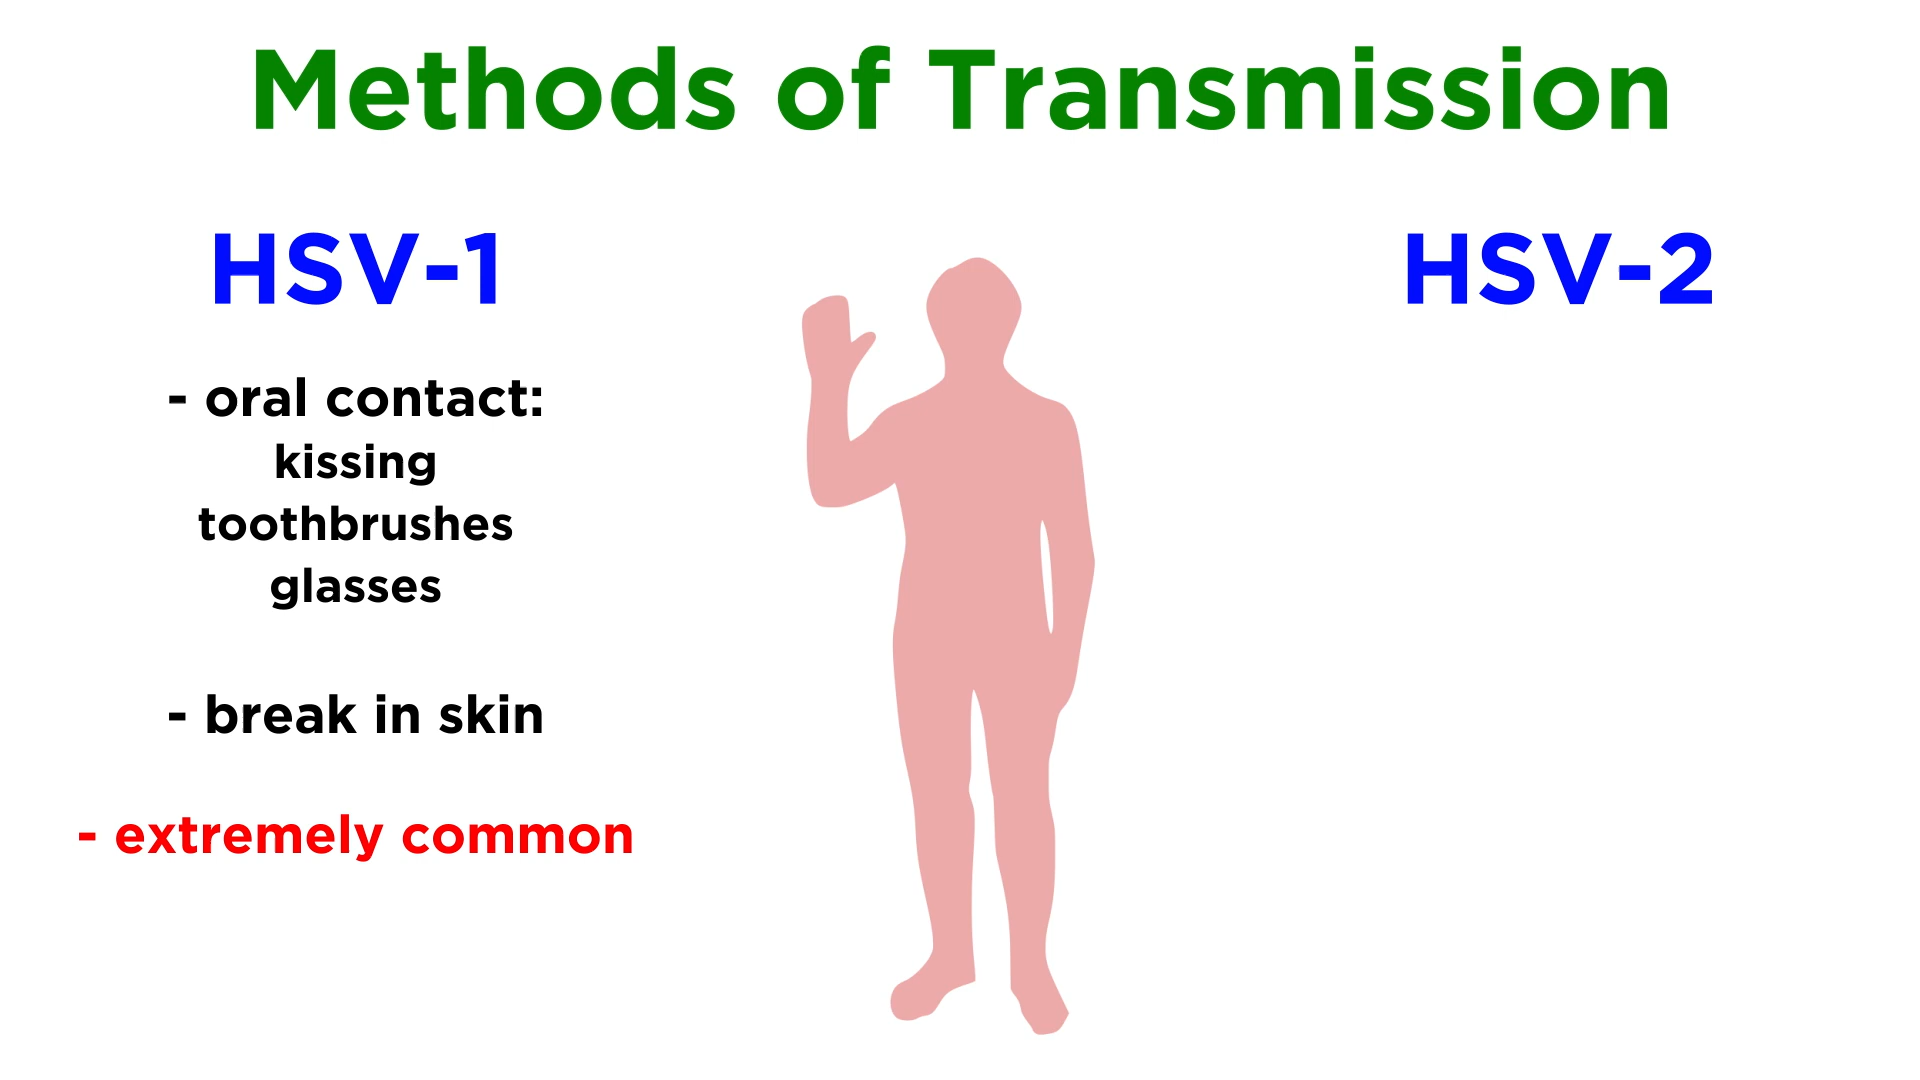 Methods of Transmission
HSV-1
- oral contact:
kissing
toothbrushes
glasses
- break in skin
- extremely common
HSV-2